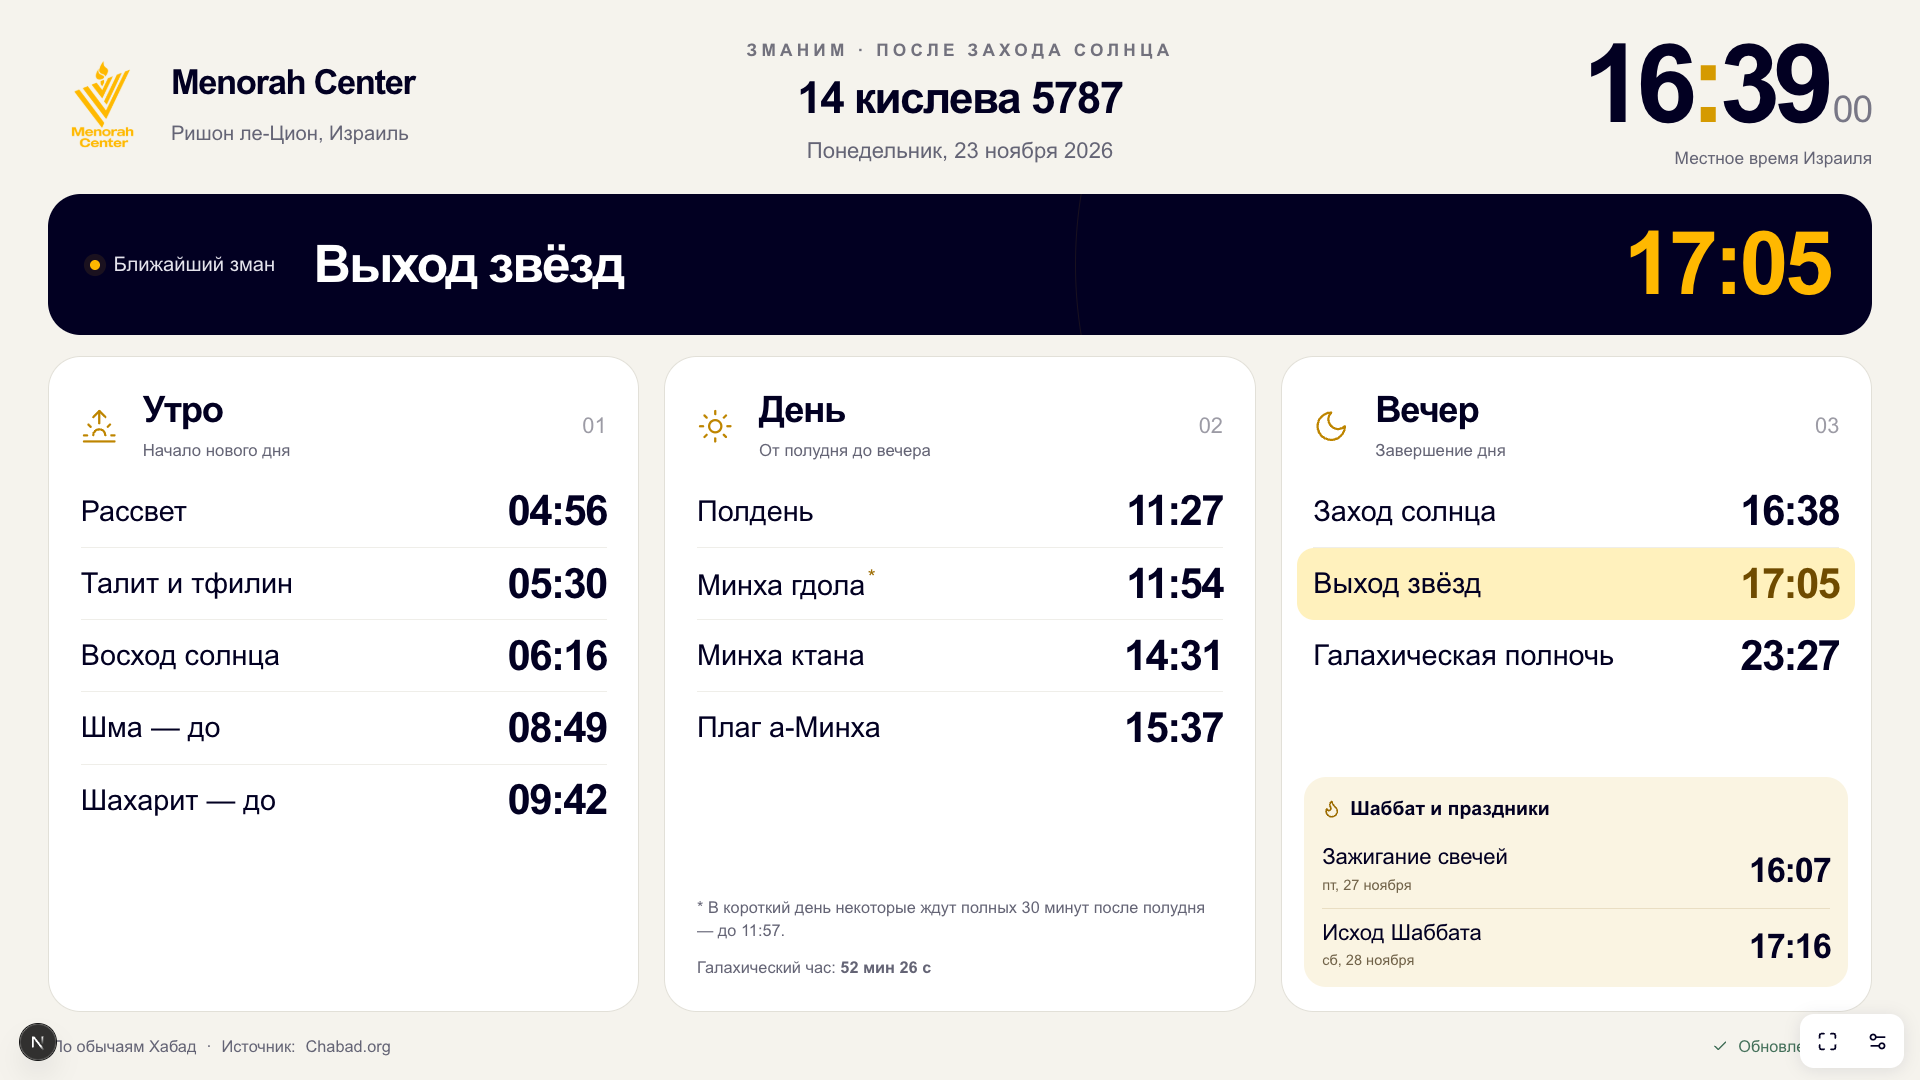 Menorah
Center
Menorah Center
Ришон ле-Цион, Израиль
ЗМАНИМ · ПОСЛЕ ЗАХОДА СОЛНЦА
14 кислева 5787
Понедельник, 23 ноября 2026
16:39 00
Местное время Израиля
Ближайший зман
Выход звёзд
17:05
Утро
Начало нового дня
01
Рассвет 04:56
Талит и тфилин 05:30
Восход солнца 06:16
Шма — до 08:49
Шахарит — до 09:42
День
От полудня до вечера
02
Полдень 11:27
Минха гдола* 11:54
Минха ктана 14:31
Плаг а-Минха 15:37
* В короткий день некоторые ждут полных 30 минут после полудня
— до 11:57.
Галахический час: 52 мин 26 с
Вечер
Завершение дня
03
Заход солнца 16:38
Выход звёзд 17:05
Галахическая полночь 23:27
Шаббат и праздники
Зажигание свечей
пт, 27 ноября
16:07
Исход Шаббата
сб, 28 ноября
17:16
N
По обычаям Хабад · Источник: Chabad.org